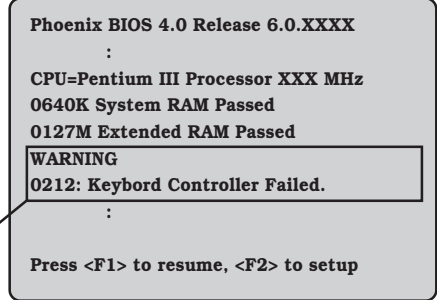 Phoenix BIOS 4.0 Release 6.0.XXXX
:
CPU=Pentium III Processor XXX MHz
0640K System RAM Passed
0127M Extended RAM Passed
WARNING
0212: Keybord Controller Failed.
:
Press <F1> to resume, <F2> to setup